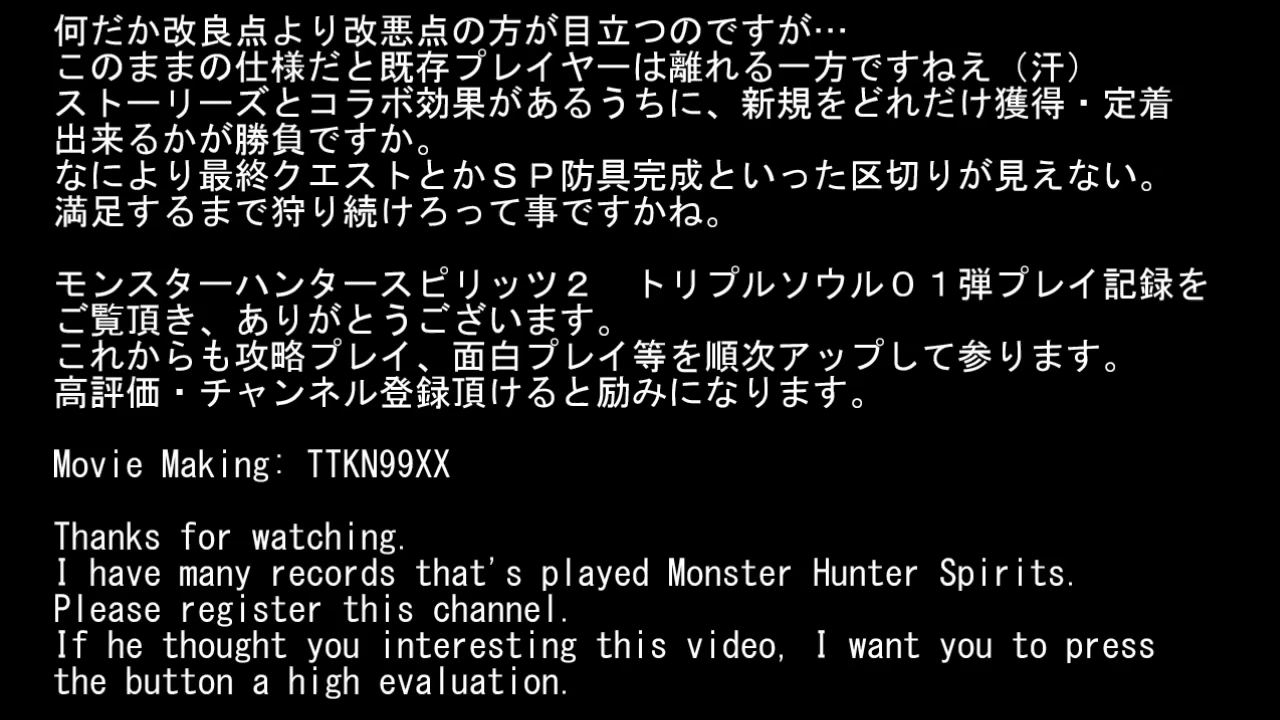 何だか改良点より改悪点の方が目立つのですが…
このままの仕様だと既存プレイヤーは離れる一方ですねえ（汗）
ストーリーズとコラボ効果があるうちに、新規をどれだけ獲得・定着
出来るかが勝負ですか。
なにより最終クエストとかＳＰ防具完成といった区切りが見えない。
満足するまで狩り続けろって事ですかね。
モンスターハンタースピリッツ２　トリプルソウル０１弾プレイ記録を
ご覧頂き、ありがとうございます。
これからも攻略プレイ、面白プレイ等を順次アップして参ります。
高評価・チャンネル登録頂けると励みになります。
Movie Making: TTKN99XX
Thanks for watching.
I have many records that's played Monster Hunter Spirits.
Please register this channel.
If he thought you interesting this video, I want you to press
the button a high evaluation.